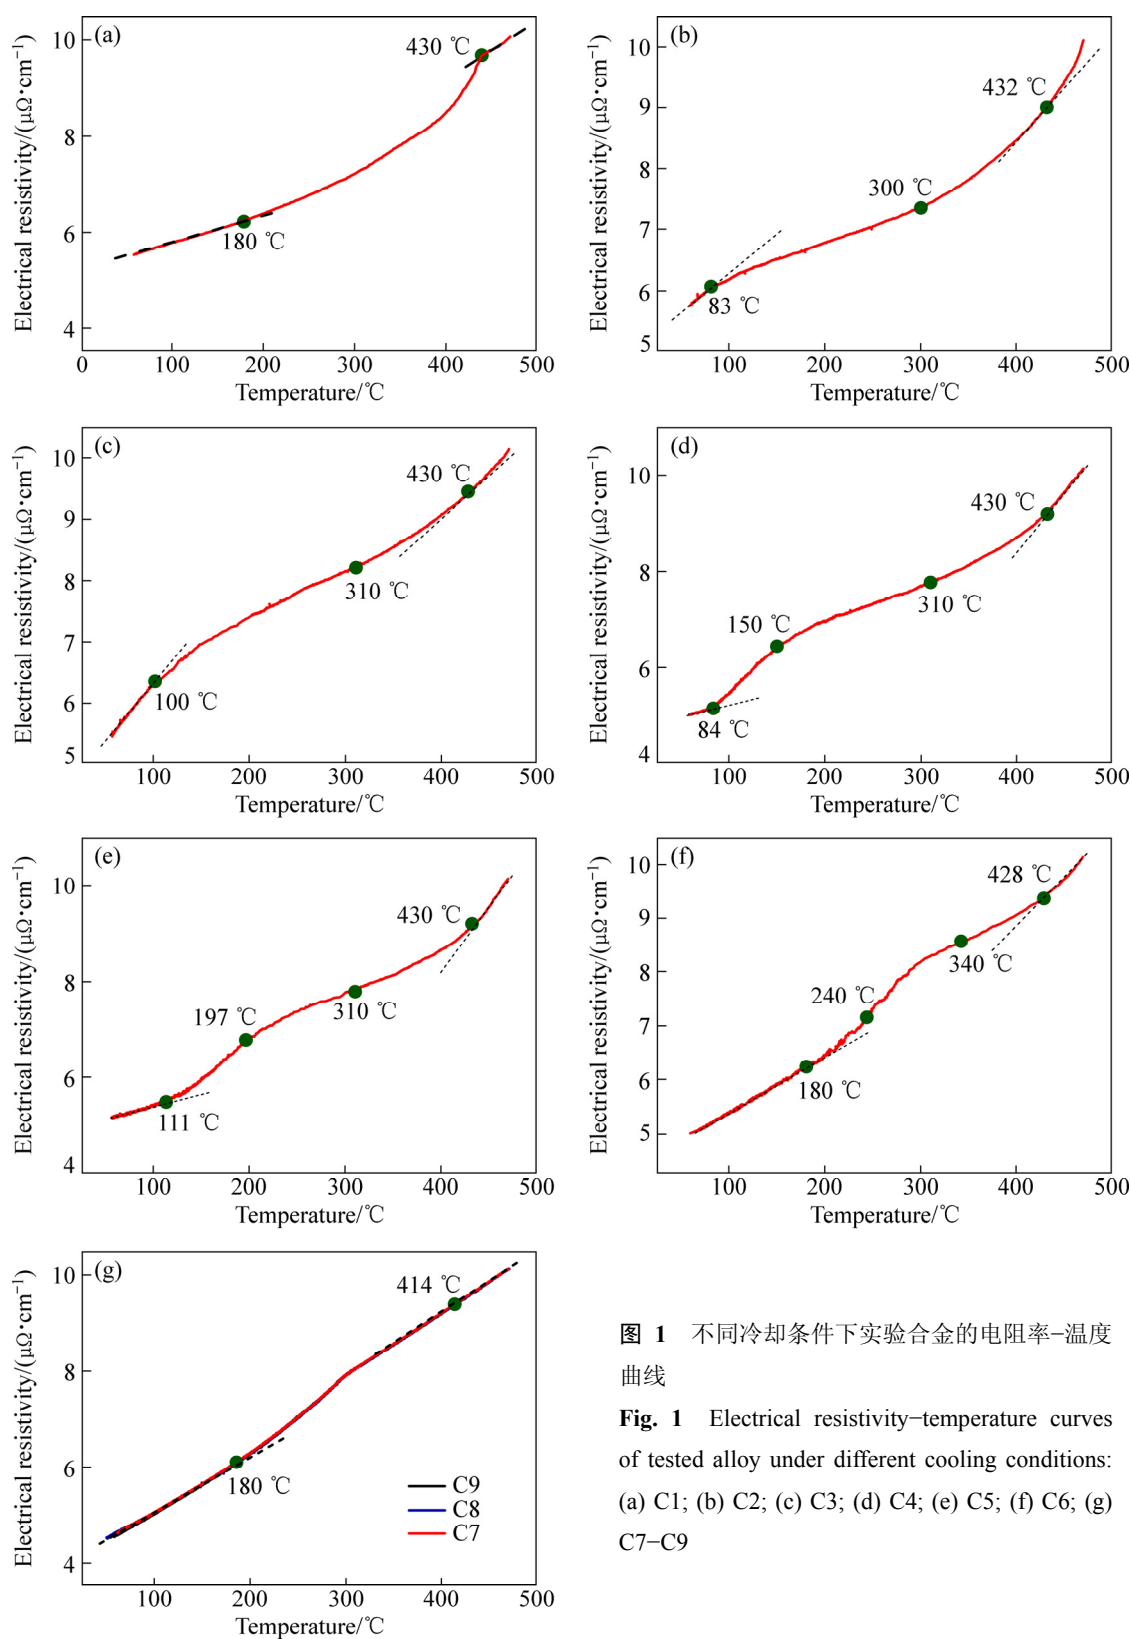 (a)
Electrical resistivity/(μΩ·cm⁻¹)
10
8
6
4
430 ℃
180 ℃
0 100 200 300 400 500
Temperature/℃
(b)
Electrical resistivity/(μΩ·cm⁻¹)
10
9
8
7
6
5
432 ℃
300 ℃
83 ℃
100 200 300 400 500
Temperature/℃
(c)
Electrical resistivity/(μΩ·cm⁻¹)
10
9
8
7
6
5
430 ℃
310 ℃
100 ℃
100 200 300 400 500
Temperature/℃
(d)
Electrical resistivity/(μΩ·cm⁻¹)
10
8
6
4
430 ℃
310 ℃
150 ℃
84 ℃
100 200 300 400 500
Temperature/℃
(e)
Electrical resistivity/(μΩ·cm⁻¹)
10
8
6
4
430 ℃
310 ℃
197 ℃
111 ℃
100 200 300 400 500
Temperature/℃
(f)
Electrical resistivity/(μΩ·cm⁻¹)
10
9
8
7
6
5
428 ℃
340 ℃
240 ℃
180 ℃
100 200 300 400 500
Temperature/℃
(g)
Electrical resistivity/(μΩ·cm⁻¹)
10
8
6
4
414 ℃
180 ℃
C9
C8
C7
100 200 300 400 500
Temperature/℃
图 1 不同冷却条件下实验合金的电阻率−温度
曲线
Fig. 1 Electrical resistivity−temperature curves
of tested alloy under different cooling conditions:
(a) C1; (b) C2; (c) C3; (d) C4; (e) C5; (f) C6; (g)
C7−C9